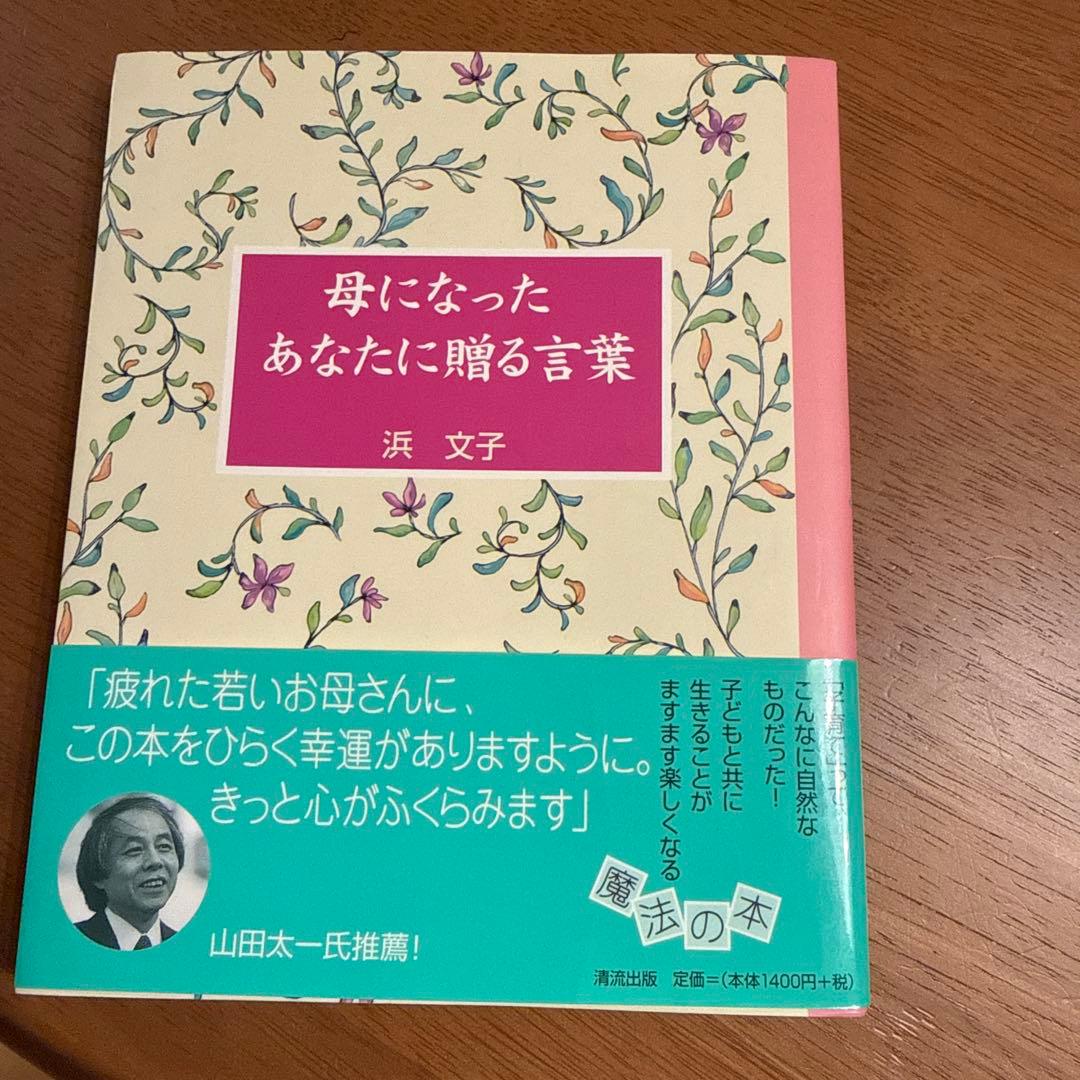 母になった
あなたに贈る言葉
浜 文子
「疲れた若いお母さんに、
この本をひらく幸運がありますように。
きっと心がふくらみます」
山田太一氏推薦!
「子育てって、
こんなに自然な
ものだった!
子どもと共に
生きることが
ますます楽しくなる
魔法の本
清流出版 定価=(本体1400円+税)